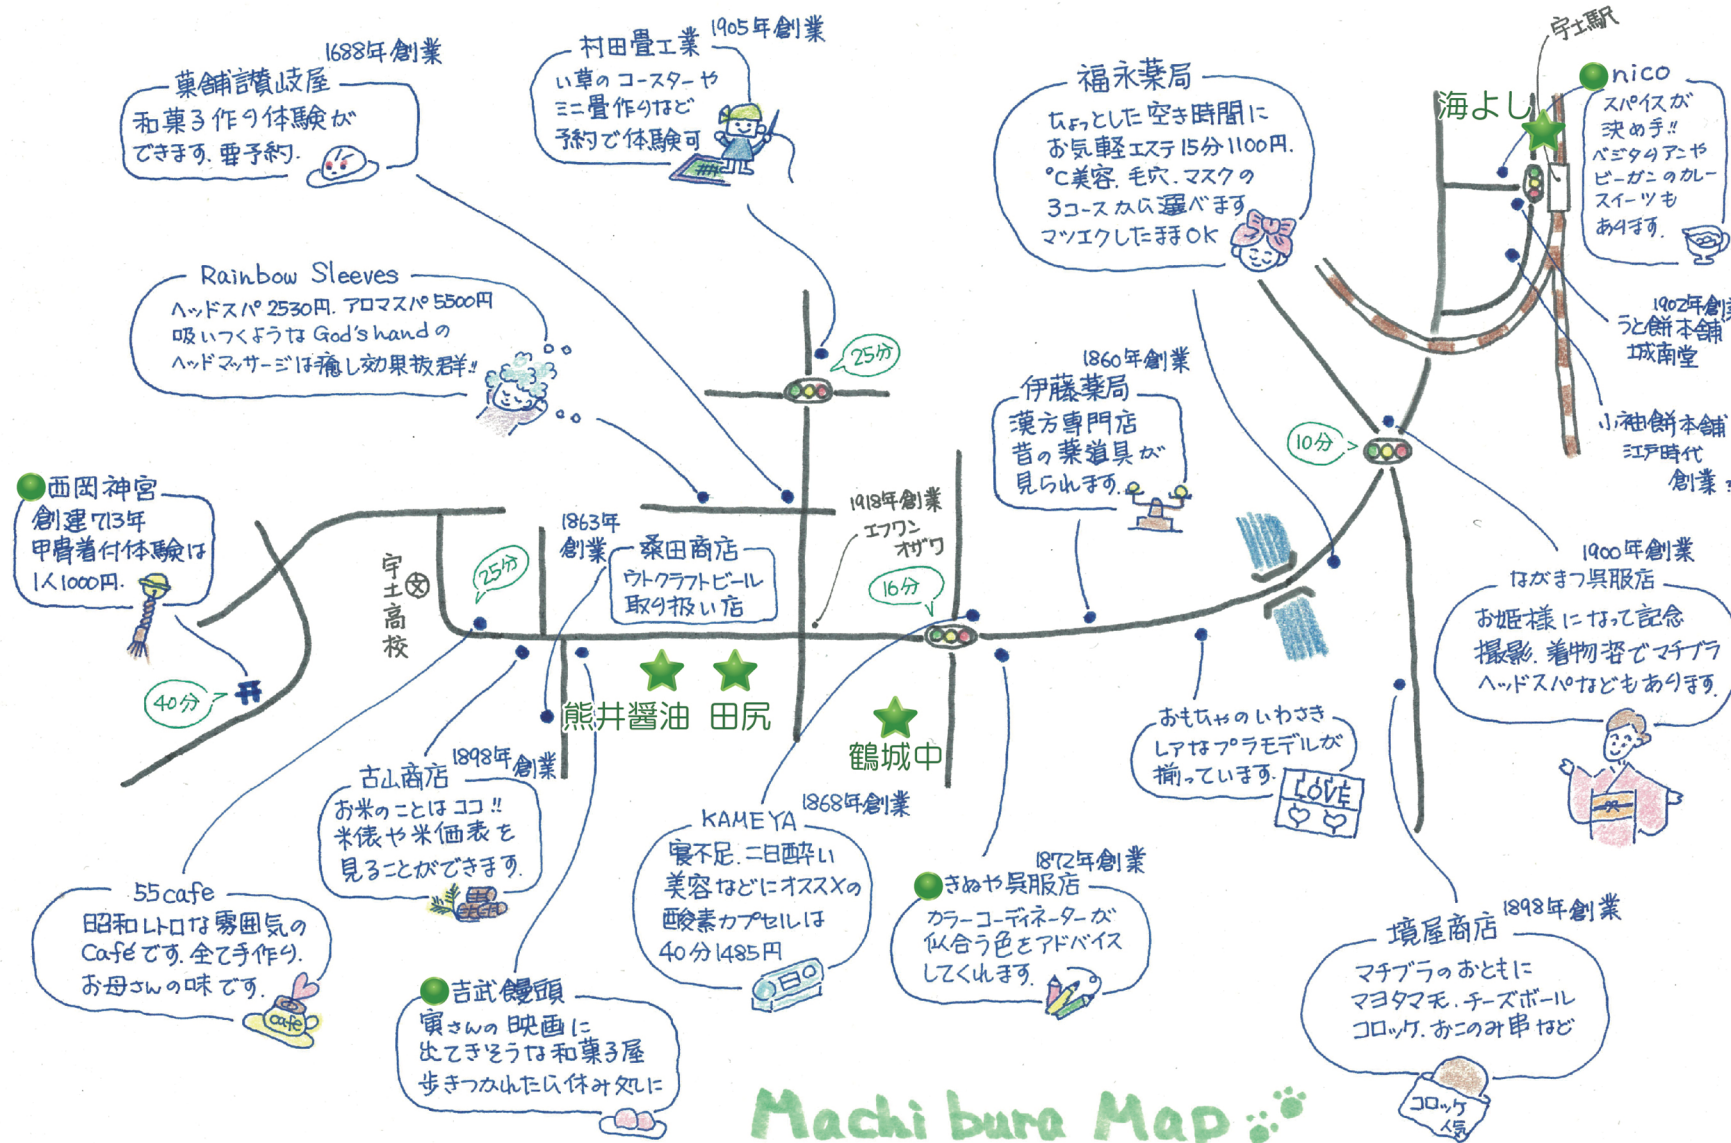 1688年創業
菓舗讃岐屋
和菓子作り体験が
できます.要予約.
1905年創業
村田畳工業
い草のコースターや
ミニ畳作りなど
予約で体験可
福永薬局
ちょっとした空き時間に
お気軽エステ15分1100円.
℃美容.毛穴.マスクの
3コースから選べます
マツエクしたままOK
宇土駅
海よし
nico
スパイスが
決め手!!
ベジタリアンや
ビーガンのカレー
スイーツも
あります.
1902年創業
うと餅本舗
城南堂
小袖餅本舗
江戸時代
創業
Rainbow Sleeves
ヘッドスパ2530円.アロマスパ5500円
吸いつくようなGod's handの
ヘッドマッサージは癒し効果抜群!!
25分
1860年創業
伊藤薬局
漢方専門店
昔の薬道具が
見られます.
10分
西岡神宮
創建713年
甲冑着付体験は
1人1000円.
40分
宇土高校
文
25分
1863年
創業
桑田商店
ウトクラフトビール
取り扱い店
1918年創業
エフワン
オザワ
16分
1900年創業
ながまつ呉服店
お姫様になって記念
撮影.着物姿でマチブラ
ヘッドスパなどもあります.
熊井醤油
田尻
鶴城中
おもちゃのいわさき
レアなプラモデルが
揃っています.
LOVE
1898年創業
古山商店
お米のことはココ!!
米俵や米価表を
見ることができます.
1868年創業
KAMEYA
寝不足.二日酔い
美容などにオススメの
酸素カプセルは
40分1485円
1872年創業
きぬや呉服店
カラーコーディネーターが
似合う色をアドバイス
してくれます.
55cafe
昭和レトロな雰囲気の
Caféです.全て手作り.
お母さんの味です.
cafe
吉武饅頭
寅さんの映画に
出てきそうな和菓子屋
歩きつかれたら休み処に
1898年創業
境屋商店
マチブラのおともに
マヨタマ天.チーズボール
コロッケ.おこのみ串など
コロッケ
人気
Machi bura Map